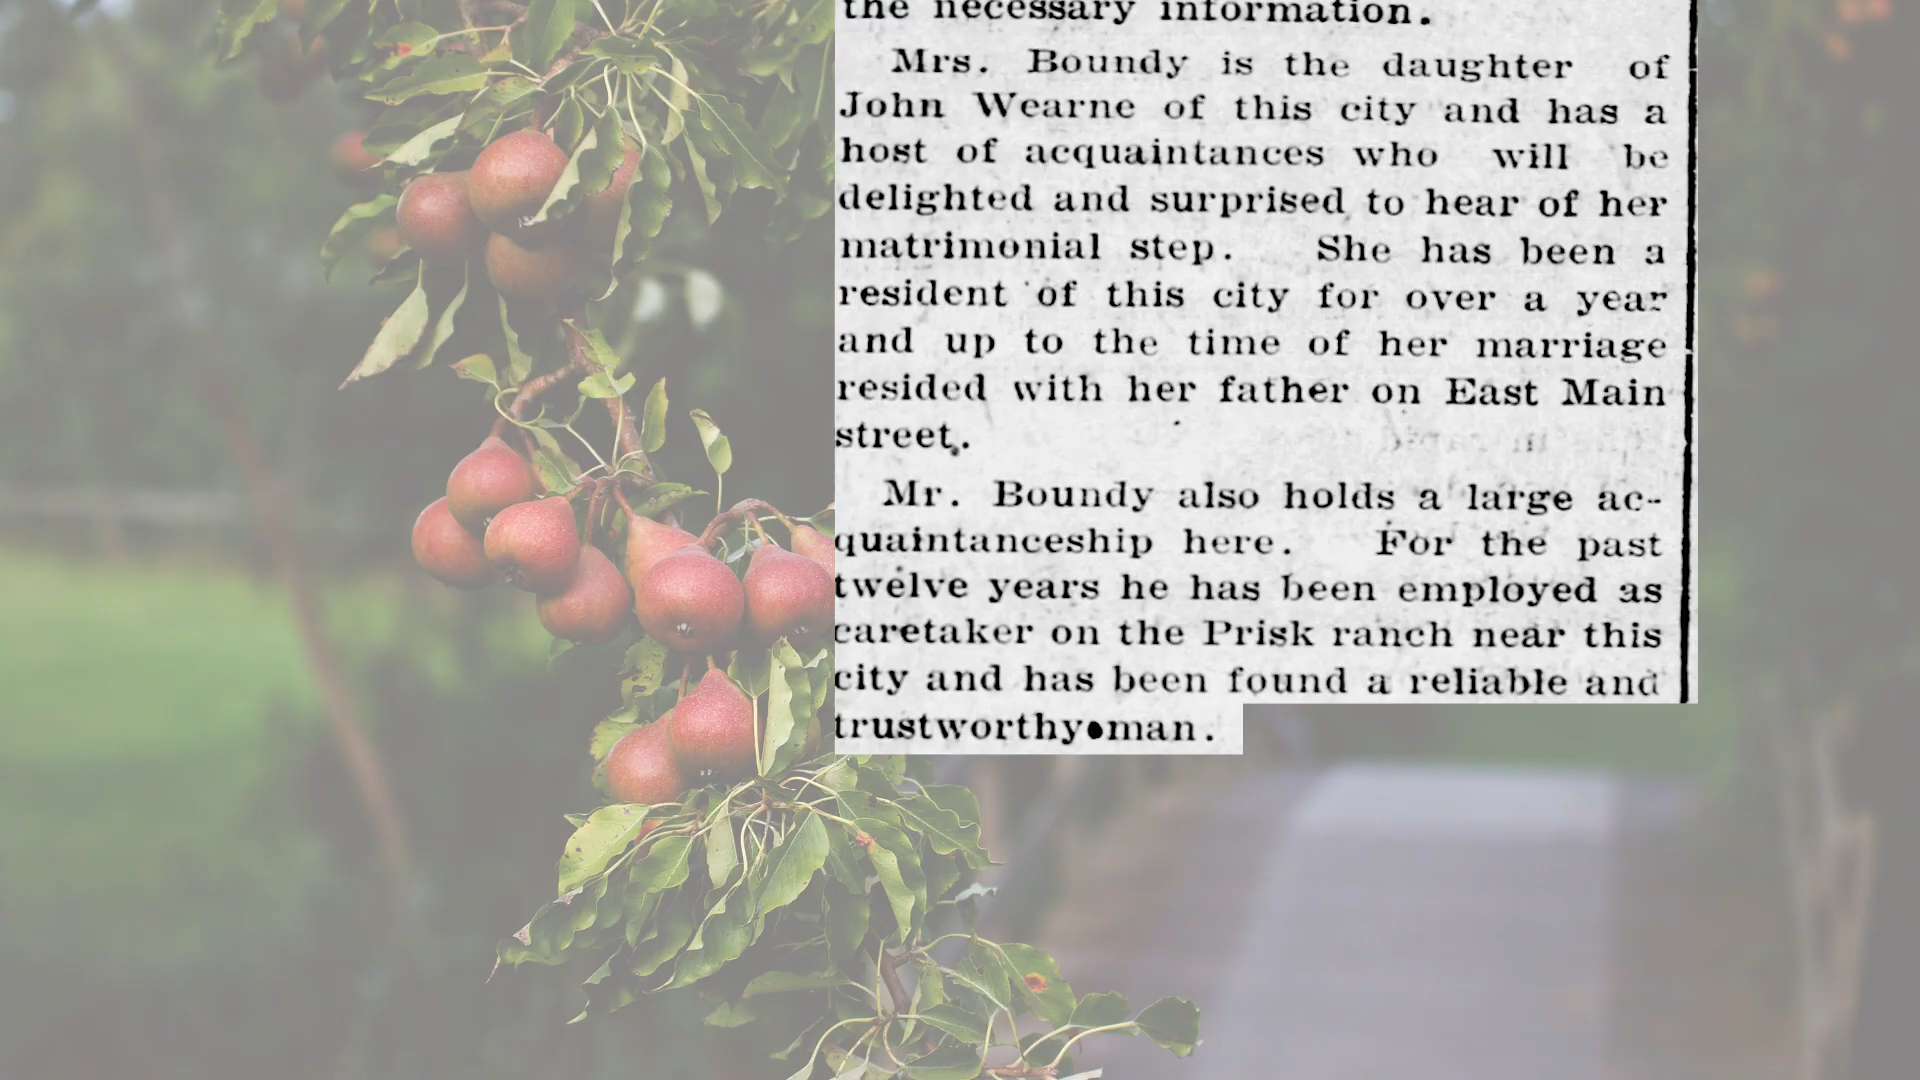 the necessary information.
Mrs. Boundy is the daughter of
John Wearne of this city and has a
host of acquaintances who will be
delighted and surprised to hear of her
matrimonial step. She has been a
resident of this city for over a year
and up to the time of her marriage
resided with her father on East Main
street.
Mr. Boundy also holds a large ac-
quaintanceship here. For the past
twelve years he has been employed as
caretaker on the Prisk ranch near this
city and has been found a reliable and
trustworthy man.